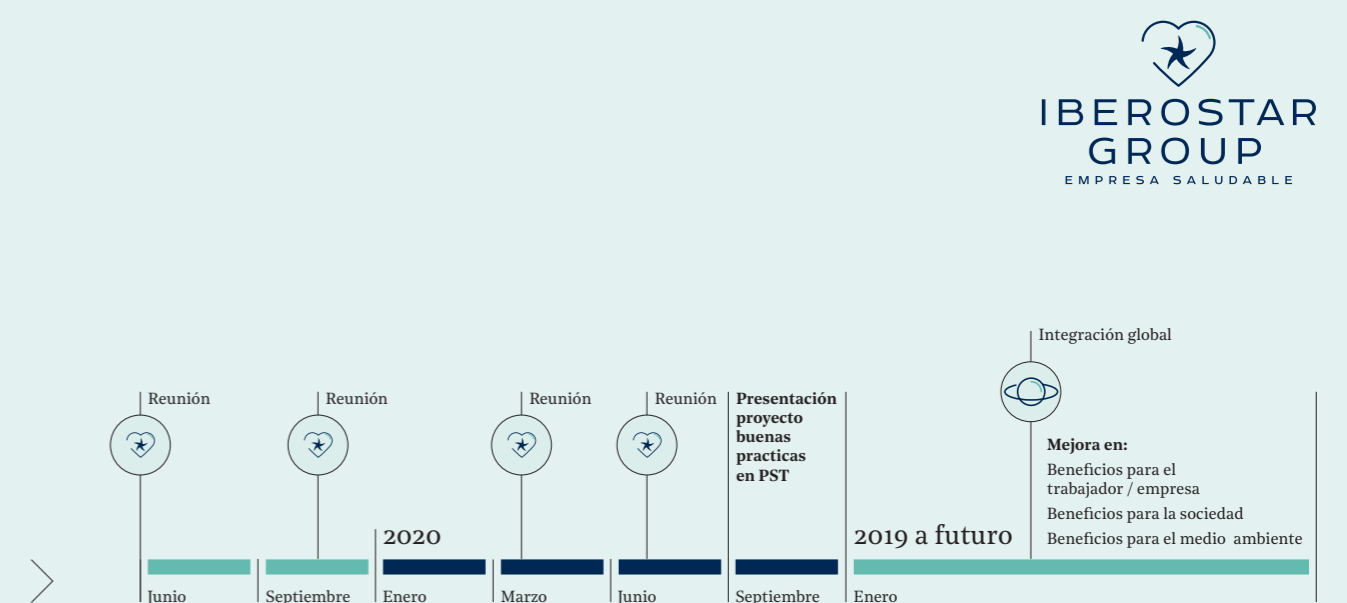 IBEROSTAR
GROUP
EMPRESA SALUDABLE
Integración global
Reunión
Reunión
Reunión
Reunión
Presentación
proyecto
buenas
practicas
en PST
Mejora en:
Beneficios para el
trabajador / empresa
Beneficios para la sociedad
Beneficios para el medio ambiente
2020
2019 a futuro
Junio
Septiembre
Enero
Marzo
Junio
Septiembre
Enero